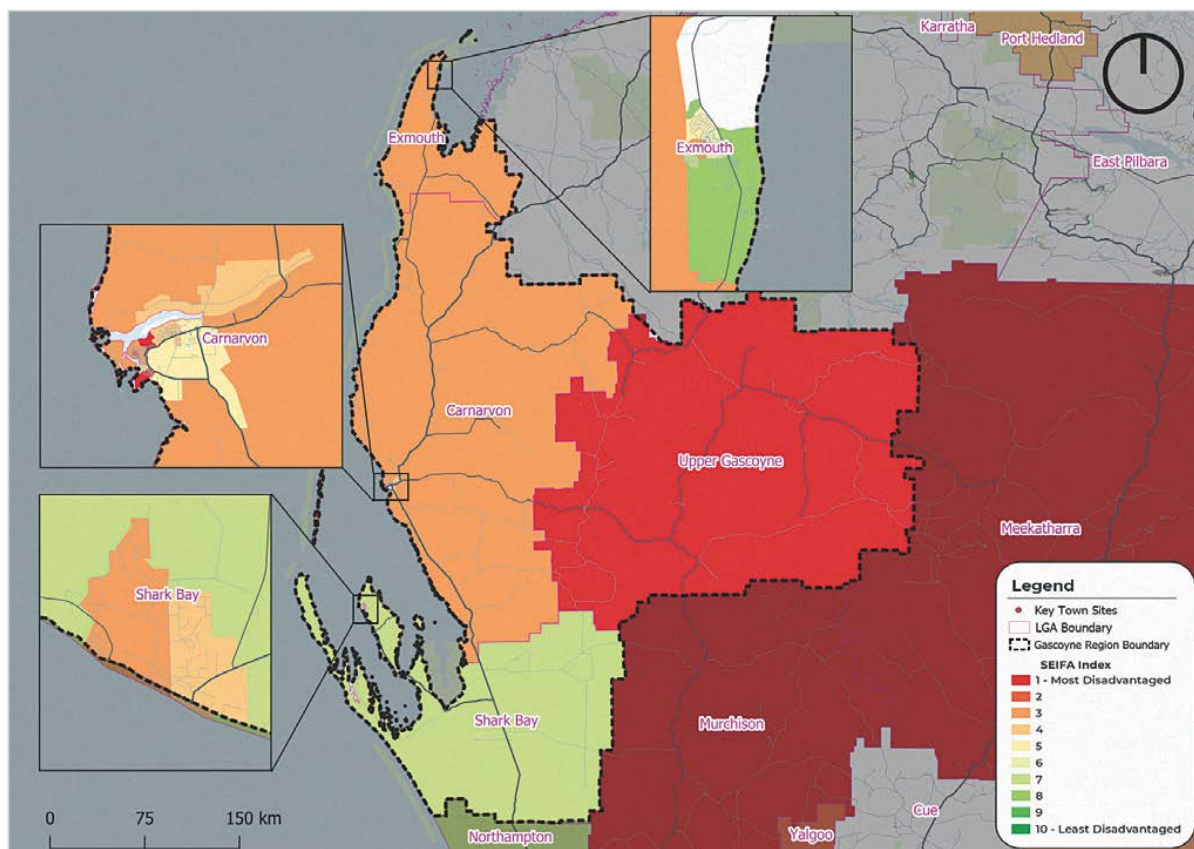 Karratha
Port Hedland
Exmouth
Exmouth
East Pilbara
Carnarvon
Carnarvon
Upper Gascoyne
Meekatharra
Shark Bay
Shark Bay
Murchison
Cue
Yalgoo
Northampton
0 75 150 km
Legend
Key Town Sites
LGA Boundary
Gascoyne Region Boundary
SEIFA Index
1 - Most Disadvantaged
2
3
4
5
6
7
8
9
10 - Least Disadvantaged